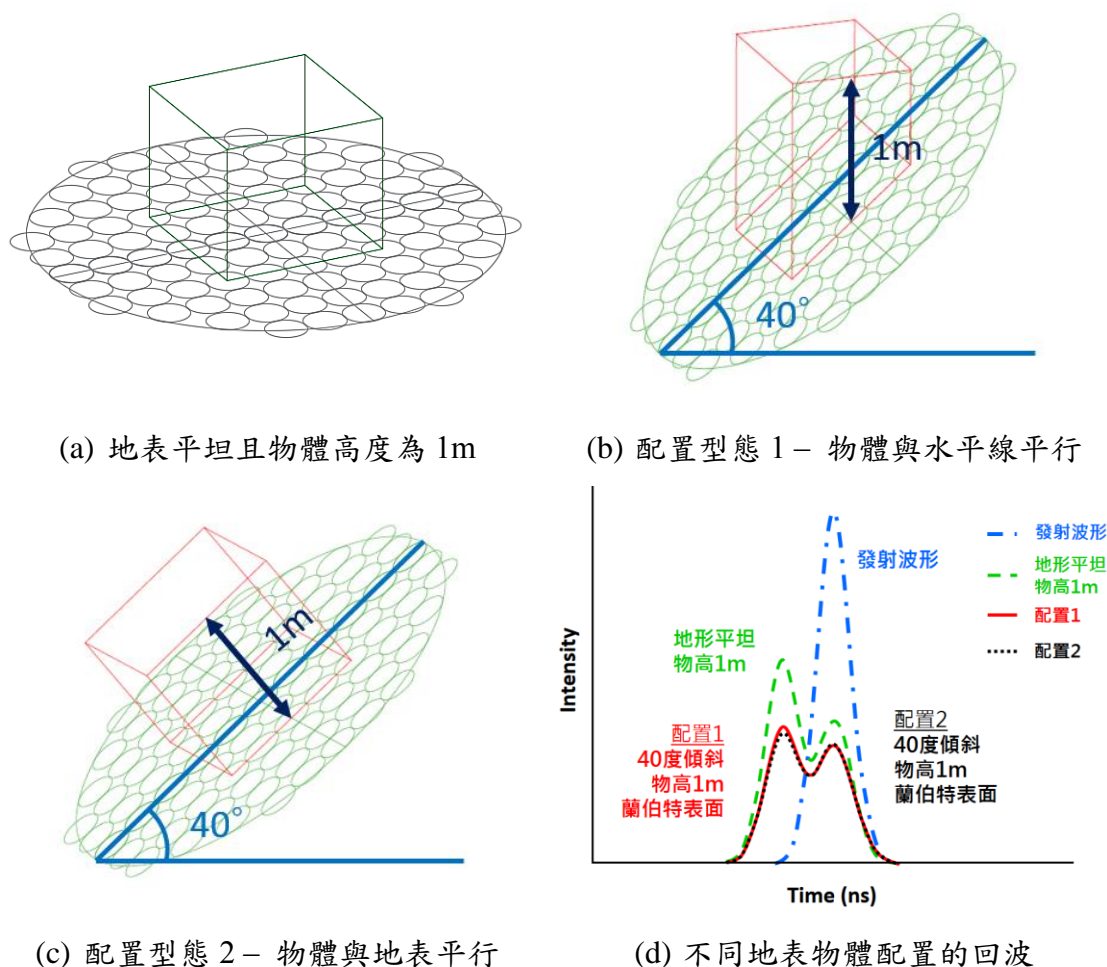 1m
40°
(a) 地表平坦且物體高度為 1m
(b) 配置型態 1 – 物體與水平線平行
1m
40°
Intensity
發射波形
地形平坦
物高1m
配置1
40度傾斜
物高1m
蘭伯特表面
配置2
40度傾斜
物高1m
蘭伯特表面
發射波形
地形平坦
物高1m
配置1
配置2
Time (ns)
(c) 配置型態 2 – 物體與地表平行
(d) 不同地表物體配置的回波